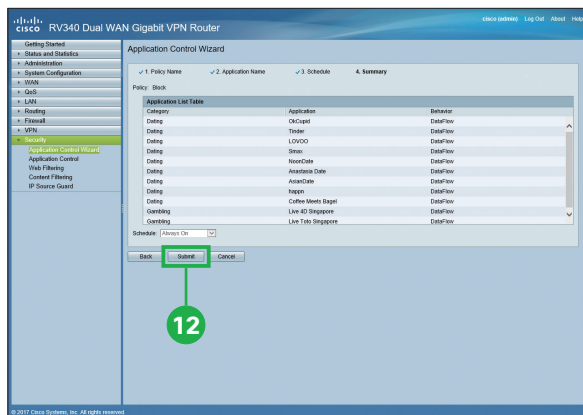 cisco RV340 Dual WAN Gigabit VPN Router
cisco (admin) Log Out About Help
Getting Started
Status and Statistics
Administration
System Configuration
WAN
QoS
LAN
Routing
Firewall
VPN
Security
Application Control Wizard
Application Control
Web Filtering
Content Filtering
IP Source Guard
Application Control Wizard
1. Policy Name 2. Application Name 3. Schedule 4. Summary
Policy: Block
Application List Table
Category Application Behavior
Dating OkCupid DataFlow
Dating Tinder DataFlow
Dating LOVOO DataFlow
Dating Smax DataFlow
Dating NoonDate DataFlow
Dating Anastasia Date DataFlow
Dating AsianDate DataFlow
Dating happn DataFlow
Dating Coffee Meets Bagel DataFlow
Gambling Live 4D Singapore DataFlow
Gambling Live Toto Singapore DataFlow
Schedule: Always On
Back Submit Cancel
12
© 2017 Cisco Systems, Inc. All rights reserved.